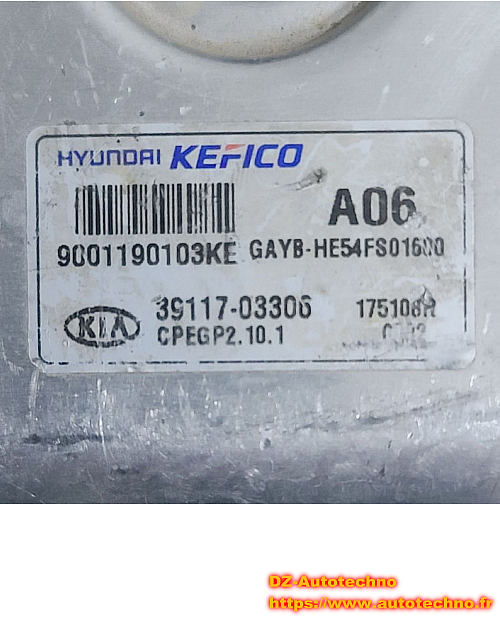 HYUNDAI KEFICO
A06
9001190103KE GAYB-HE54FS01600
39117-03306 175108R
KIA CPEGP2.10.1
DZ-Autotechno
https://www.autotechno.fr